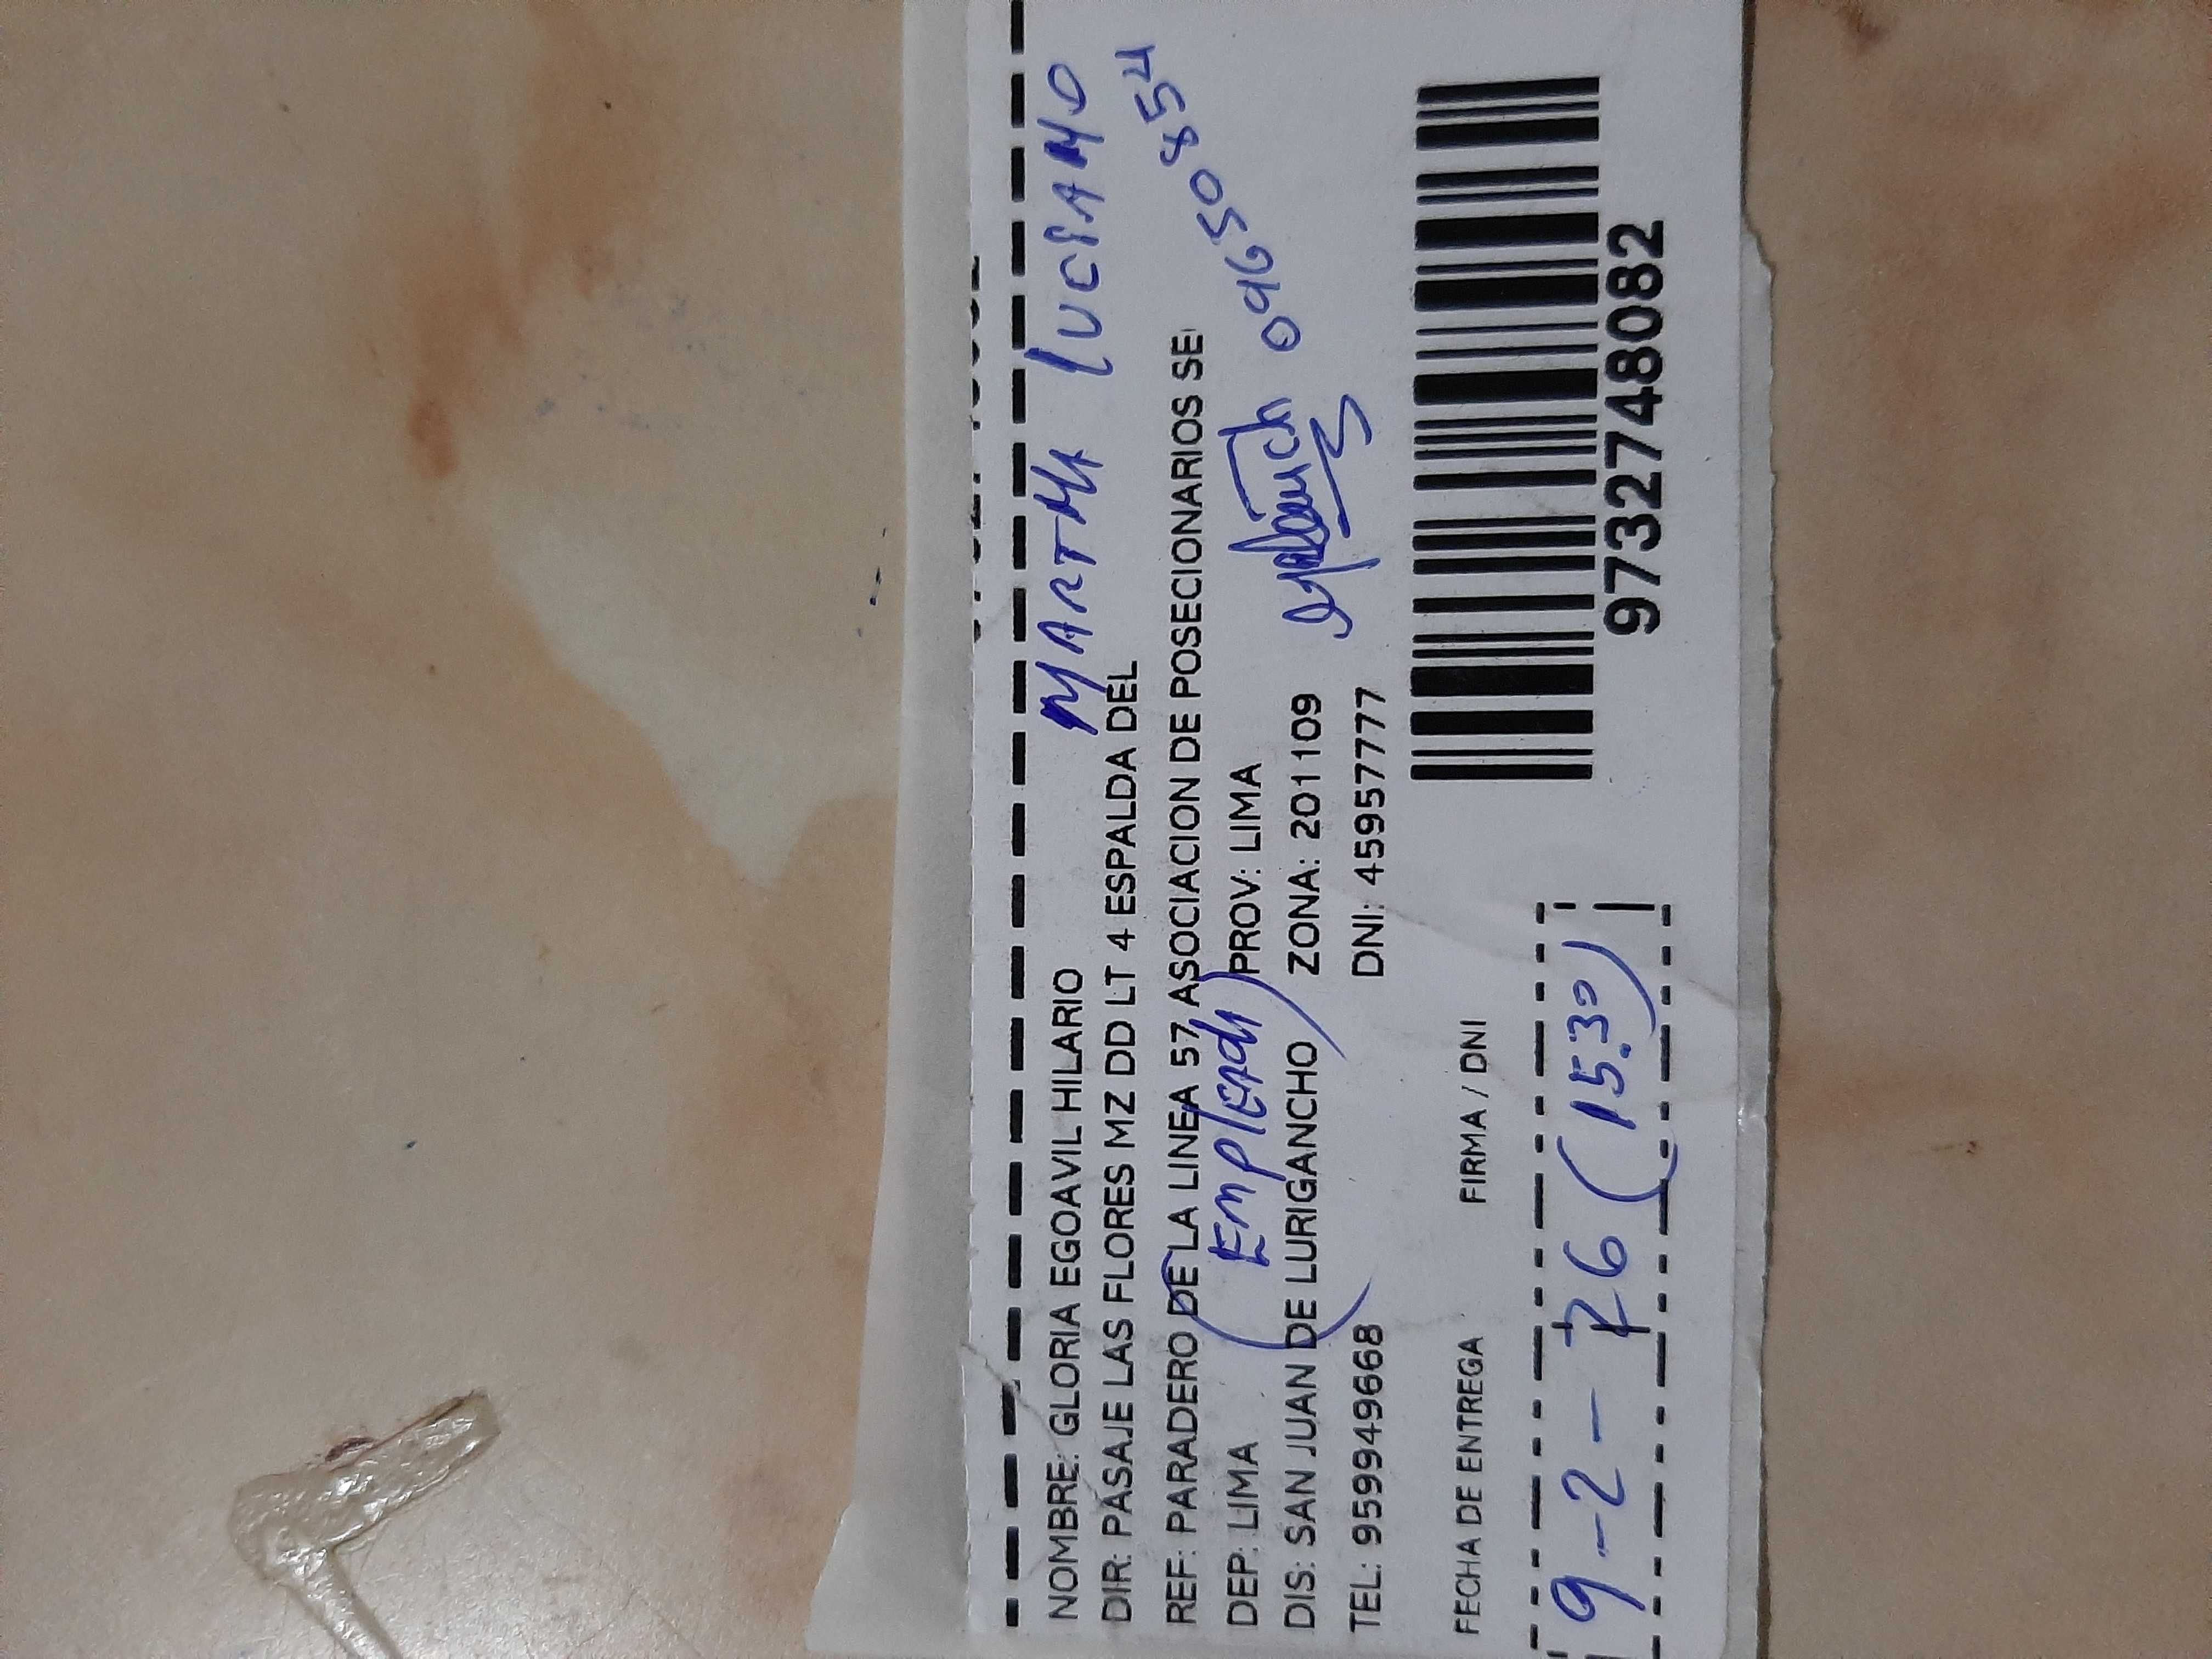 MARTHA LUCIANO
NOMBRE: GLORIA EGOAVIL HILARIO
DIR: PASAJE LAS FLORES MZ DD LT 4 ESPALDA DEL
REF: PARADERO DE LA LINEA 57, ASOCIACION DE POSECIONARIOS SE
09650854
(Empleada)
DEP: LIMA PROV: LIMA
DIS: SAN JUAN DE LURIGANCHO ZONA: 201109
TEL: 959949668 DNI: 45957777
FECHA DE ENTREGA FIRMA / DNI
9-2-26 (15:30)
9732748082